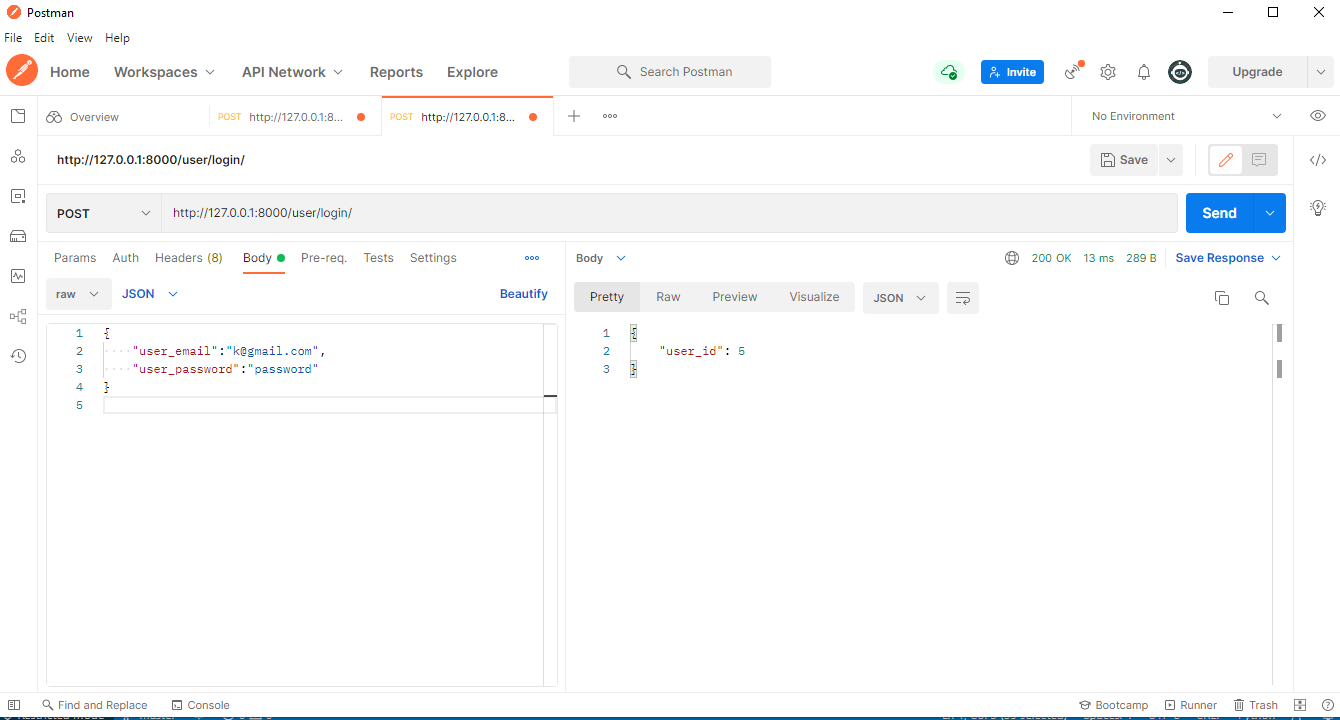 Postman
File Edit View Help
Home Workspaces API Network Reports Explore Search Postman Invite Upgrade
Overview POST http://127.0.0.1:8... POST http://127.0.0.1:8... No Environment
http://127.0.0.1:8000/user/login/ Save
POST http://127.0.0.1:8000/user/login/ Send
Params Auth Headers (8) Body Pre-req. Tests Settings
raw JSON Beautify
1 {
2 "user_email":"k@gmail.com",
3 "user_password":"password"
4 }
5
Body 200 OK 13 ms 289 B Save Response
Pretty Raw Preview Visualize JSON
1 {
2 "user_id": 5
3 }
Find and Replace Console Bootcamp Runner Trash